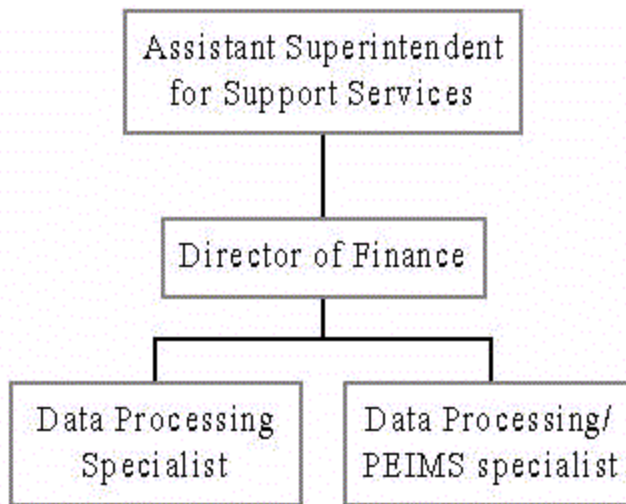 Assistant Superintendent
for Support Services
Director of Finance
Data Processing
Specialist
Data Processing/
PEIMS specialist